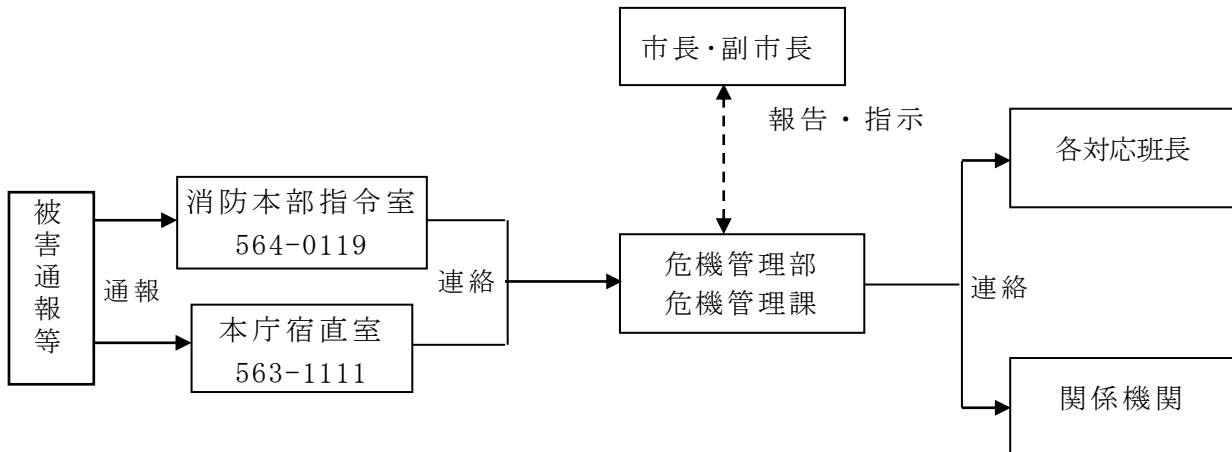 市長・副市長
報告・指示
各対応班長
被害通報等
消防本部指令室
564-0119
通報
連絡
危機管理部
危機管理課
連絡
本庁宿直室
563-1111
関係機関